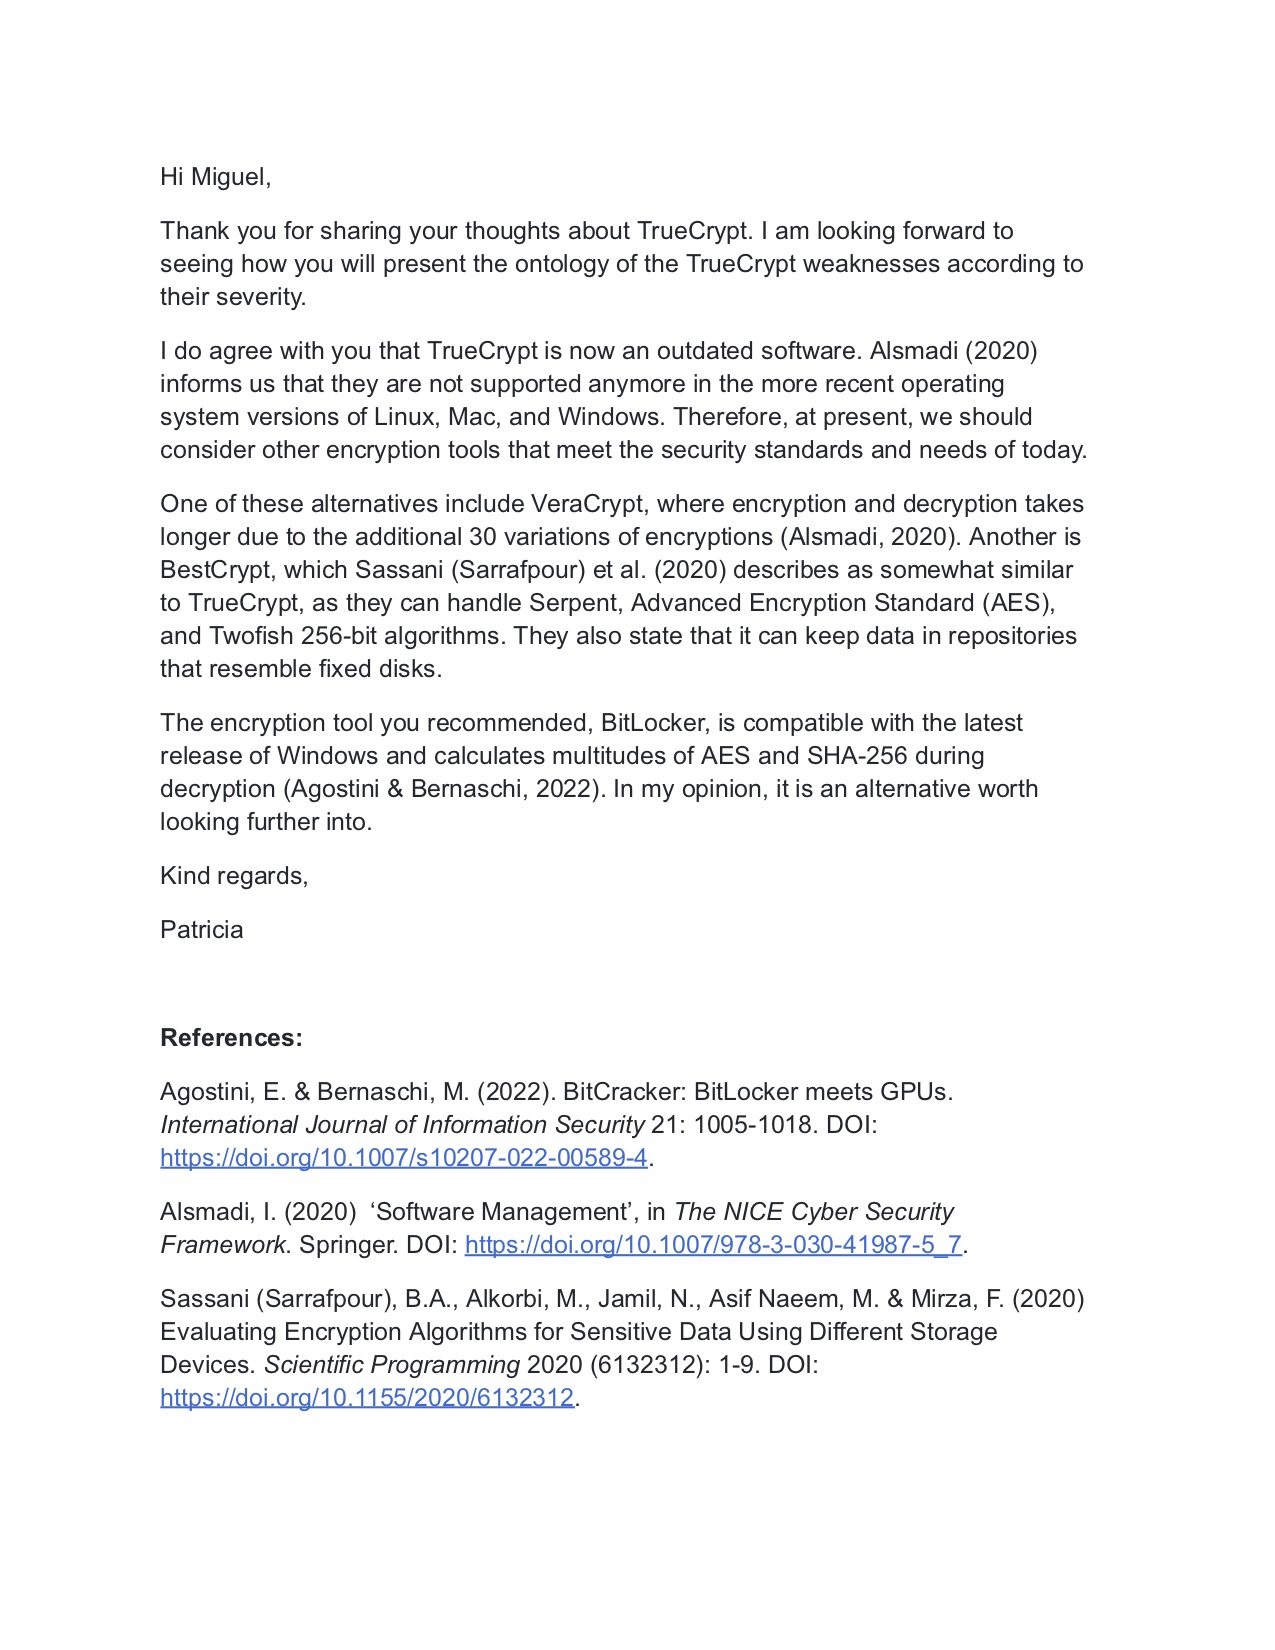 Hi Miguel,
Thank you for sharing your thoughts about TrueCrypt. I am looking forward to
seeing how you will present the ontology of the TrueCrypt weaknesses according to
their severity.
I do agree with you that TrueCrypt is now an outdated software. Alsmadi (2020)
informs us that they are not supported anymore in the more recent operating
system versions of Linux, Mac, and Windows. Therefore, at present, we should
consider other encryption tools that meet the security standards and needs of today.
One of these alternatives include VeraCrypt, where encryption and decryption takes
longer due to the additional 30 variations of encryptions (Alsmadi, 2020). Another is
BestCrypt, which Sassani (Sarrafpour) et al. (2020) describes as somewhat similar
to TrueCrypt, as they can handle Serpent, Advanced Encryption Standard (AES),
and Twofish 256-bit algorithms. They also state that it can keep data in repositories
that resemble fixed disks.
The encryption tool you recommended, BitLocker, is compatible with the latest
release of Windows and calculates multitudes of AES and SHA-256 during
decryption (Agostini & Bernaschi, 2022). In my opinion, it is an alternative worth
looking further into.
Kind regards,
Patricia
References:
Agostini, E. & Bernaschi, M. (2022). BitCracker: BitLocker meets GPUs.
International Journal of Information Security 21: 1005-1018. DOI:
https://doi.org/10.1007/s10207-022-00589-4.
Alsmadi, I. (2020)  ‘Software Management’, in The NICE Cyber Security
Framework. Springer. DOI: https://doi.org/10.1007/978-3-030-41987-5_7.
Sassani (Sarrafpour), B.A., Alkorbi, M., Jamil, N., Asif Naeem, M. & Mirza, F. (2020)
Evaluating Encryption Algorithms for Sensitive Data Using Different Storage
Devices. Scientific Programming 2020 (6132312): 1-9. DOI:
https://doi.org/10.1155/2020/6132312.